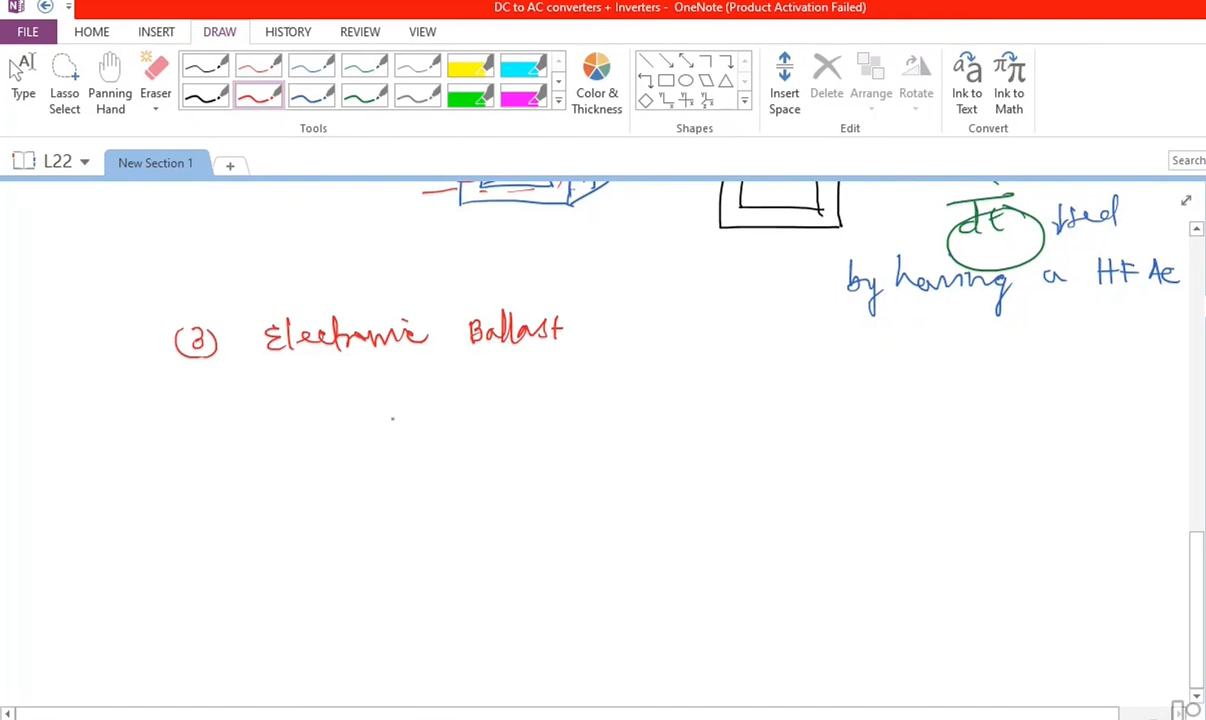 DC to AC converters + Inverters - OneNote (Product Activation Failed)
FILE HOME INSERT DRAW HISTORY REVIEW VIEW
Type Lasso Select Panning Hand Eraser Color & Thickness Insert Space Delete Arrange Rotate Ink to Text Ink to Math
Tools Shapes Edit Convert
L22 New Section 1 + Search
dt
by having a HF AC
(3) Electronic Ballast